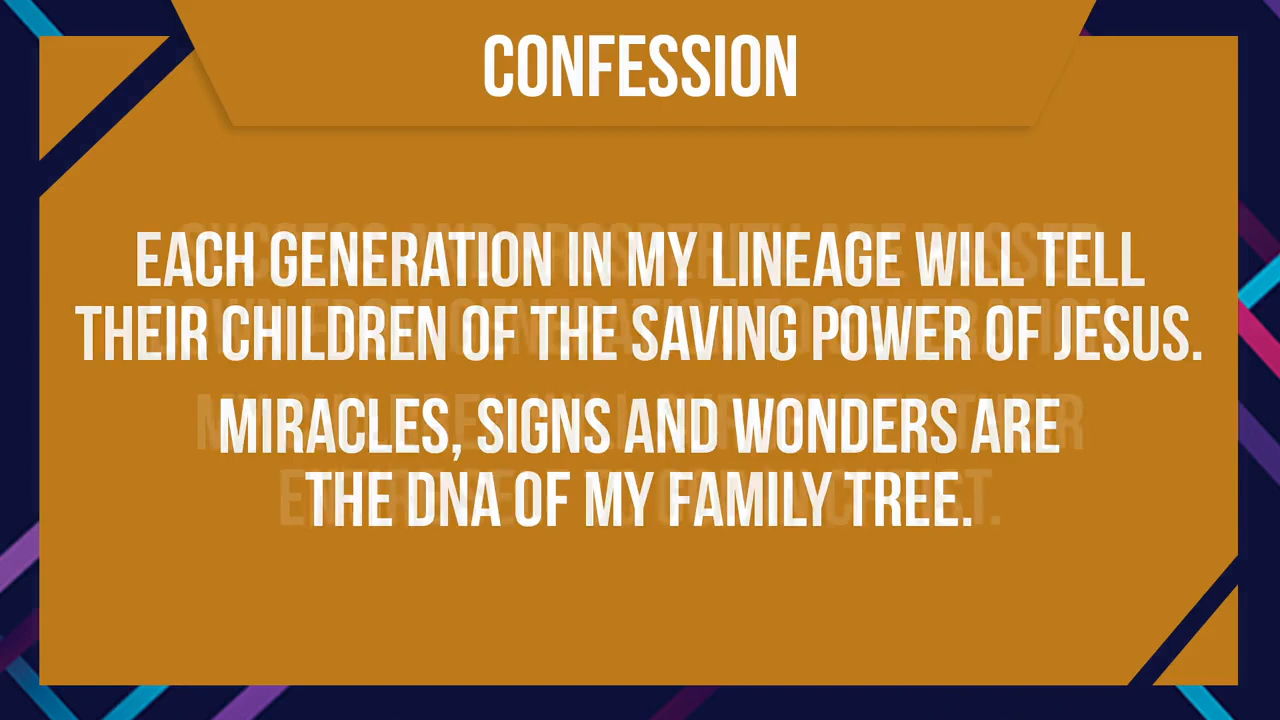 CONFESSION
EACH GENERATION IN MY LINEAGE WILL TELL
THEIR CHILDREN OF THE SAVING POWER OF JESUS.
MIRACLES, SIGNS AND WONDERS ARE
THE DNA OF MY FAMILY TREE.